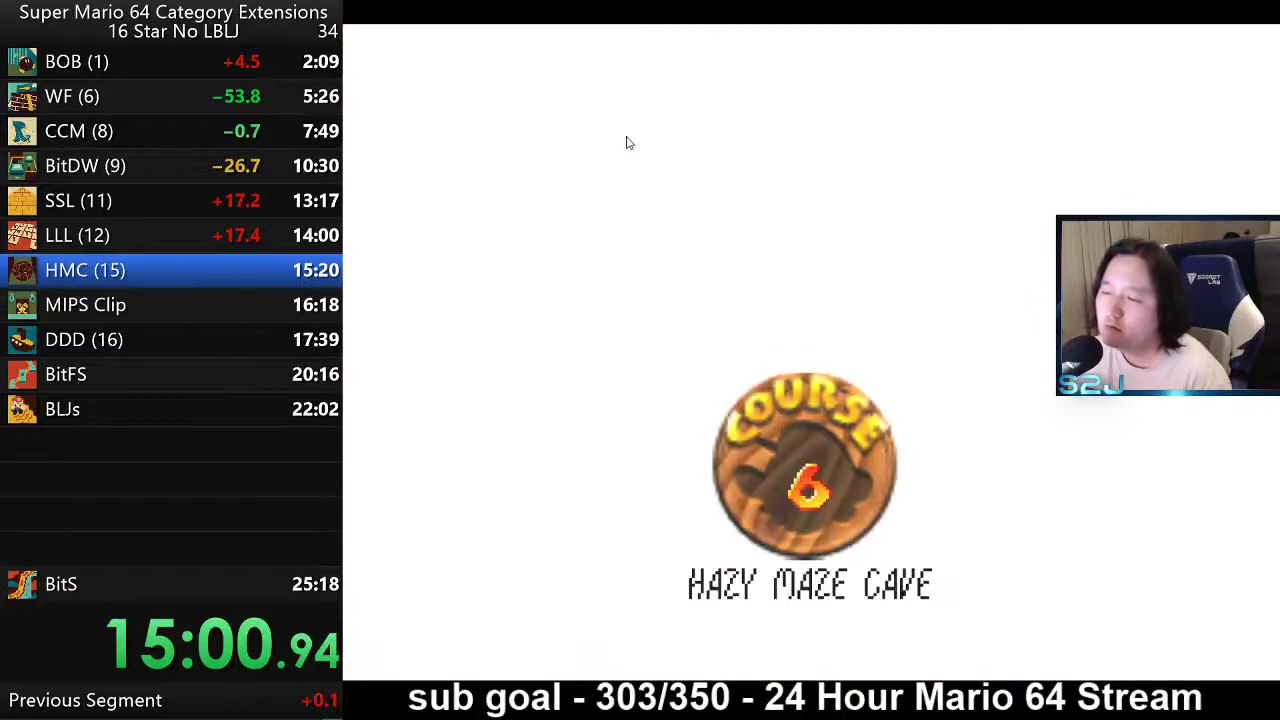 Super Mario 64 Category Extensions
16 Star No LBLJ 34
BOB (1) +4.5 2:09
WF (6) −53.8 5:26
CCM (8) −0.7 7:49
BitDW (9) −26.7 10:30
SSL (11) +17.2 13:17
LLL (12) +17.4 14:00
HMC (15) 15:20
MIPS Clip 16:18
DDD (16) 17:39
BitFS 20:16
BLJs 22:02
BitS 25:18
15:00.94
Previous Segment +0.1
COURSE
6
HAZY MAZE CAVE
SECRET
LAB
S2J
sub goal - 303/350 - 24 Hour Mario 64 Stream